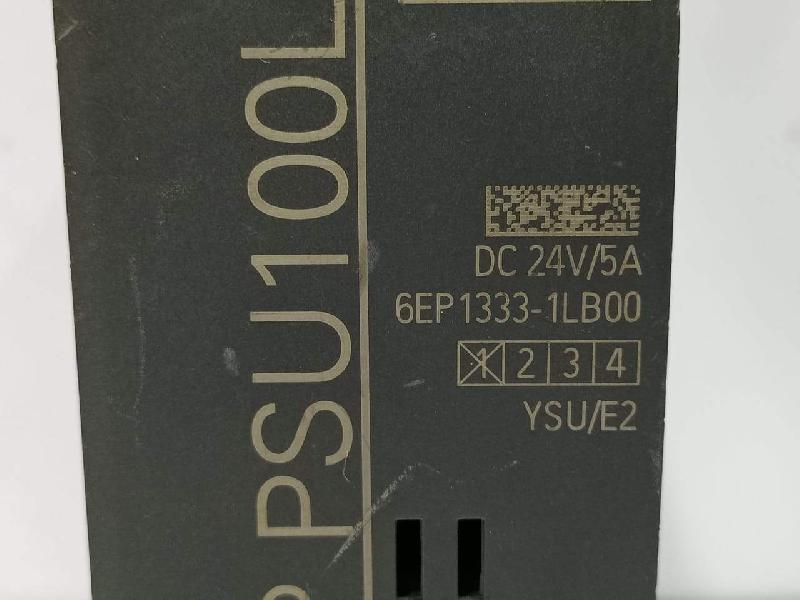 PSU100L
DC 24V/5A
6EP1333-1LB00
1 2 3 4
YSU/E2